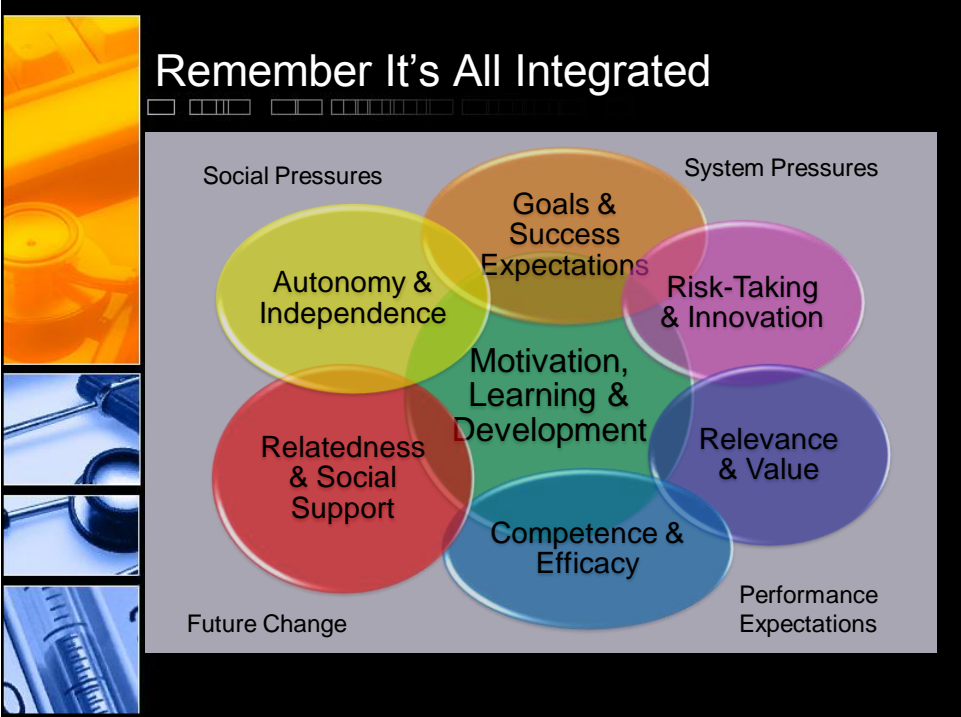 Remember It’s All Integrated
Social Pressures
System Pressures
Goals &
Success
Expectations
Autonomy &
Independence
Risk-Taking
& Innovation
Motivation,
Learning &
Development
Relatedness
& Social
Support
Relevance
& Value
Competence &
Efficacy
Future Change
Performance
Expectations